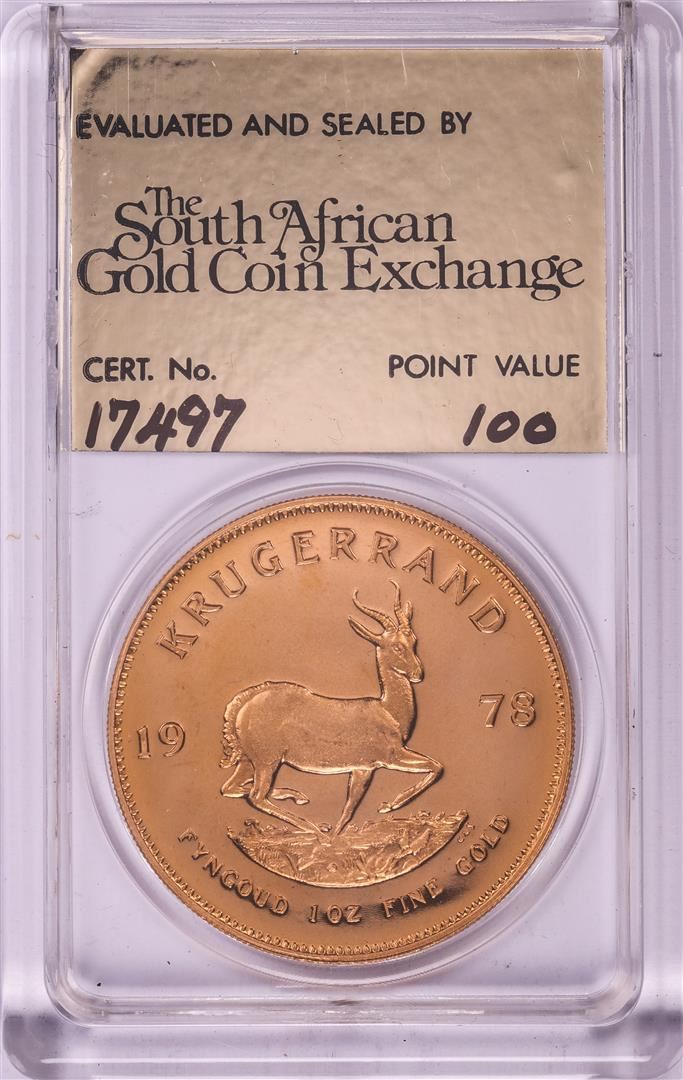 EVALUATED AND SEALED BY
The
South African
Gold Coin Exchange
CERT. No. POINT VALUE
17497 100
KRUGERRAND
19 78
FYNGOUD 1 OZ FINE GOLD